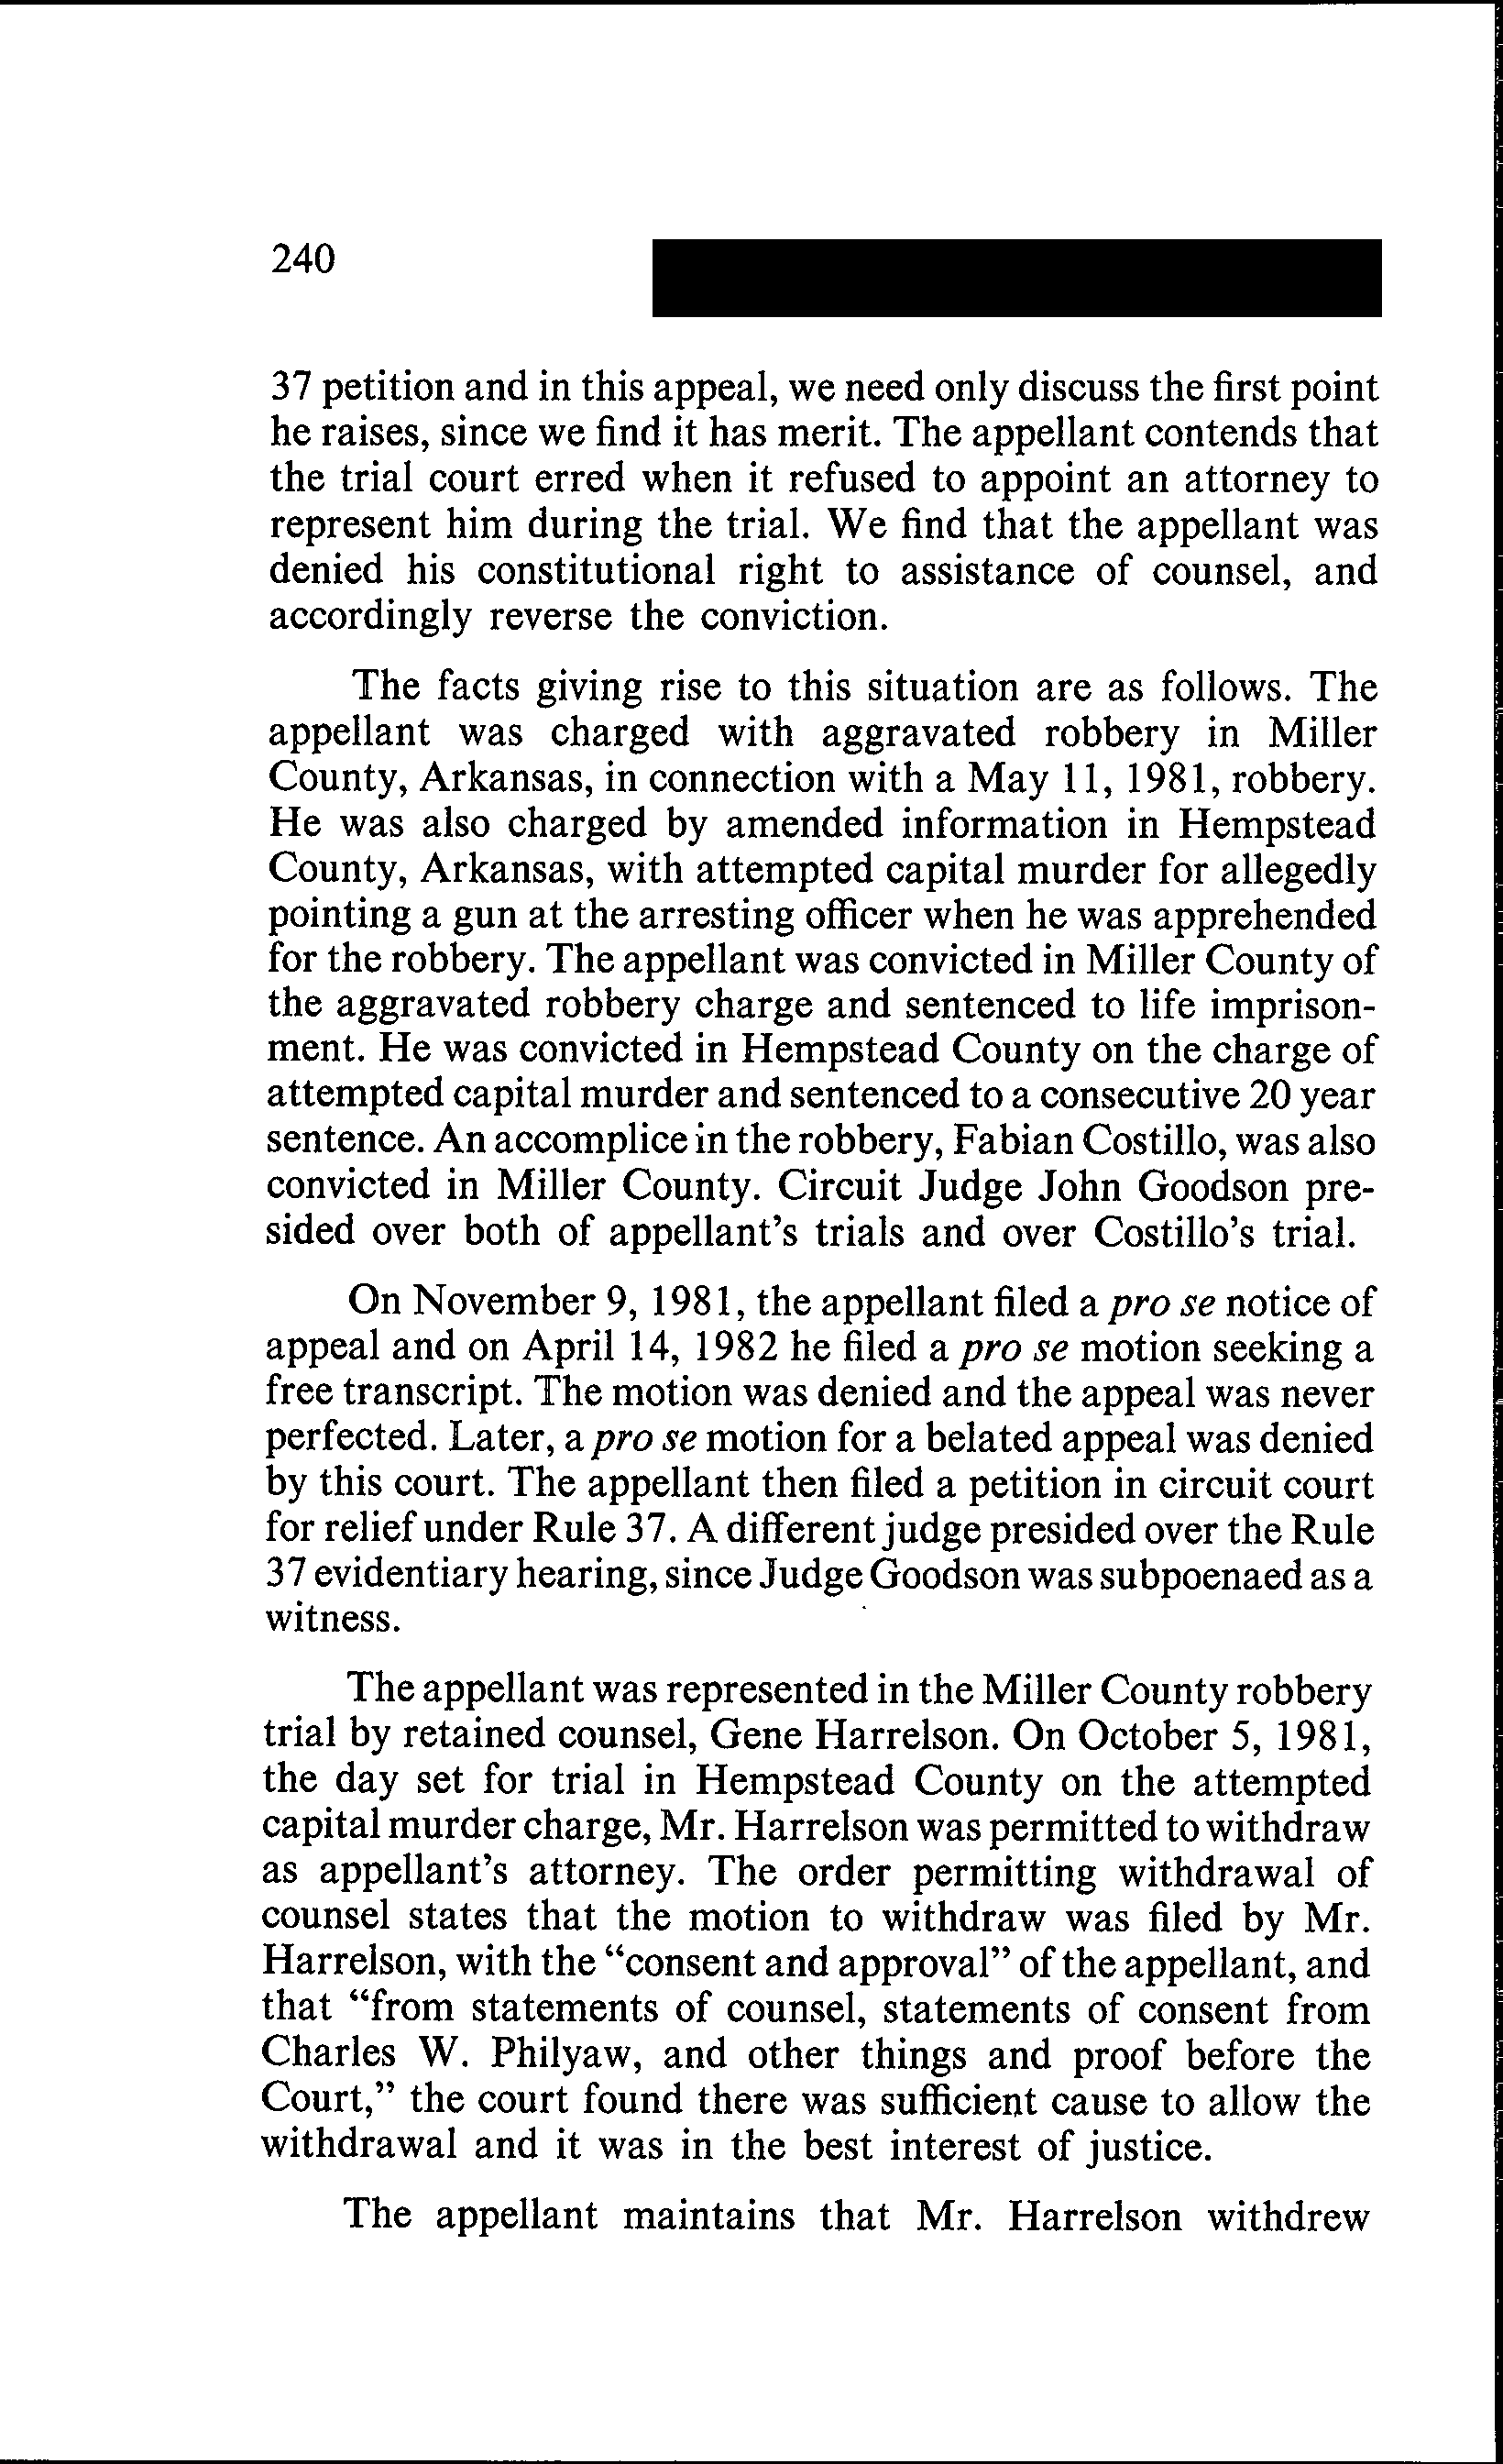 240
37 petition and in this appeal, we need only discuss the first point
he raises, since we find it has merit. The appellant contends that
the trial court erred when it refused to appoint an attorney to
represent him during the trial. We find that the appellant was
denied his constitutional right to assistance of counsel, and
accordingly reverse the conviction.
The facts giving rise to this situation are as follows. The
appellant was charged with aggravated robbery in Miller
County, Arkansas, in connection with a May 11, 1981, robbery.
He was also charged by amended information in Hempstead
County, Arkansas, with attempted capital murder for allegedly
pointing a gun at the arresting officer when he was apprehended
for the robbery. The appellant was convicted in Miller County of
the aggravated robbery charge and sentenced to life imprison-
ment. He was convicted in Hempstead County on the charge of
attempted capital murder and sentenced to a consecutive 20 year
sentence. An accomplice in the robbery, Fabian Costillo, was also
convicted in Miller County. Circuit Judge John Goodson pre-
sided over both of appellant's trials and over Costillo's trial.
On November 9, 1981, the appellant filed a pro se notice of
appeal and on April 14, 1982 he filed a pro se motion seeking a
free transcript. The motion was denied and the appeal was never
perfected. Later, a pro se motion for a belated appeal was denied
by this court. The appellant then filed a petition in circuit court
for relief under Rule 37. A different judge presided over the Rule
37 evidentiary hearing, since Judge Goodson was subpoenaed as a
witness.
The appellant was represented in the Miller County robbery
trial by retained counsel, Gene Harrelson. On October 5, 1981,
the day set for trial in Hempstead County on the attempted
capital murder charge, Mr. Harrelson was permitted to withdraw
as appellant's attorney. The order permitting withdrawal of
counsel states that the motion to withdraw was filed by Mr.
Harrelson, with the "consent and approval" of the appellant, and
that "from statements of counsel, statements of consent from
Charles W. Philyaw, and other things and proof before the
Court," the court found there was sufficient cause to allow the
withdrawal and it was in the best interest of justice.
The appellant maintains that Mr. Harrelson withdrew